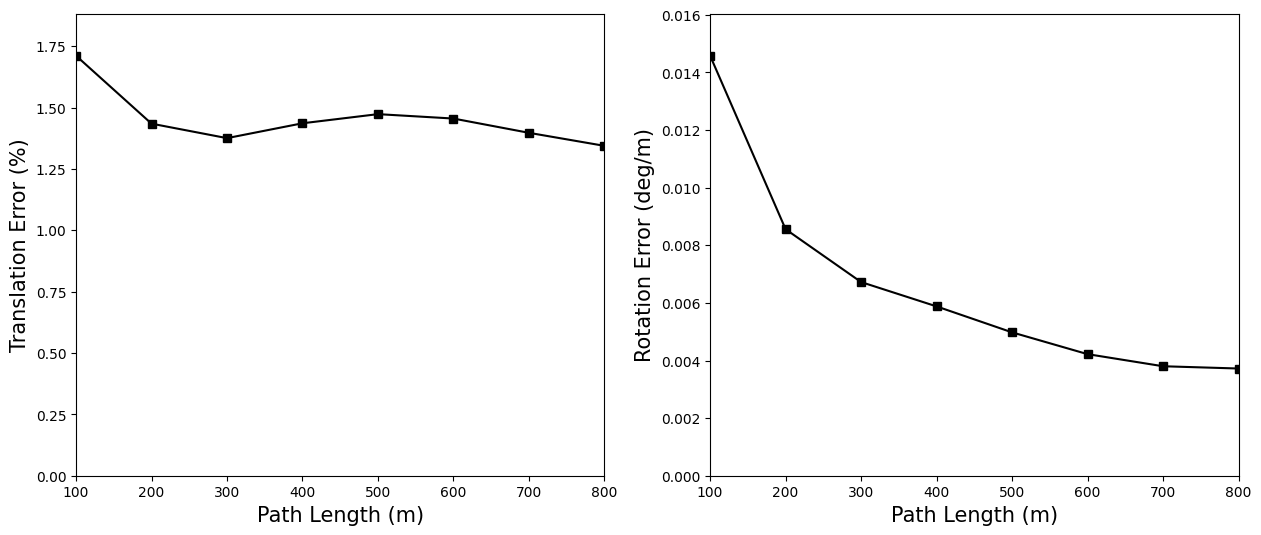 Translation Error (%)
1.75
1.50
1.25
1.00
0.75
0.50
0.25
0.00
100 200 300 400 500 600 700 800
Path Length (m)
Rotation Error (deg/m)
0.016
0.014
0.012
0.010
0.008
0.006
0.004
0.002
0.000
100 200 300 400 500 600 700 800
Path Length (m)